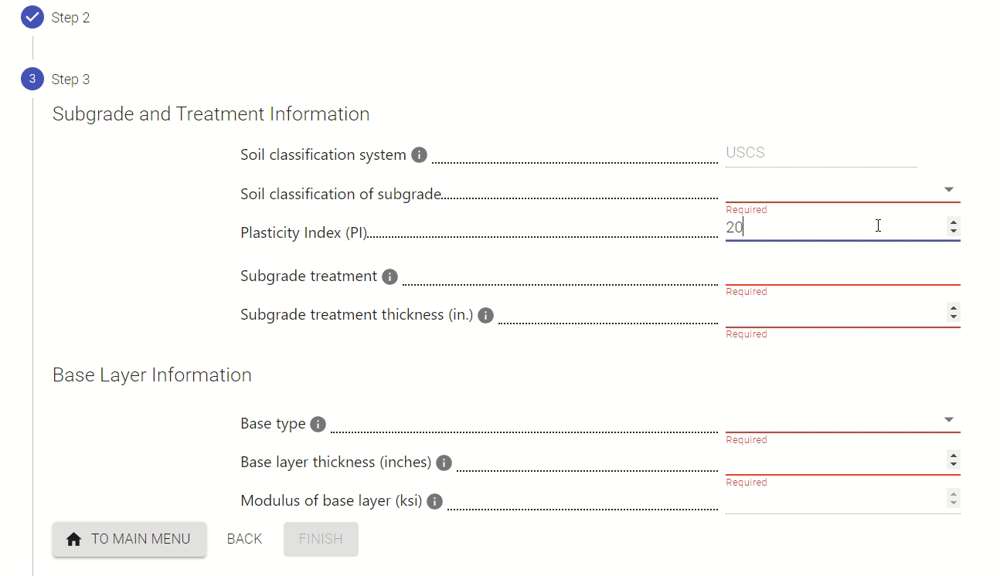 Step 2
3 Step 3
Subgrade and Treatment Information
Soil classification system USCS
Soil classification of subgrade
Required
Plasticity Index (PI) 20
Subgrade treatment
Required
Subgrade treatment thickness (in.)
Required
Base Layer Information
Base type
Required
Base layer thickness (inches)
Required
Modulus of base layer (ksi)
TO MAIN MENU BACK FINISH